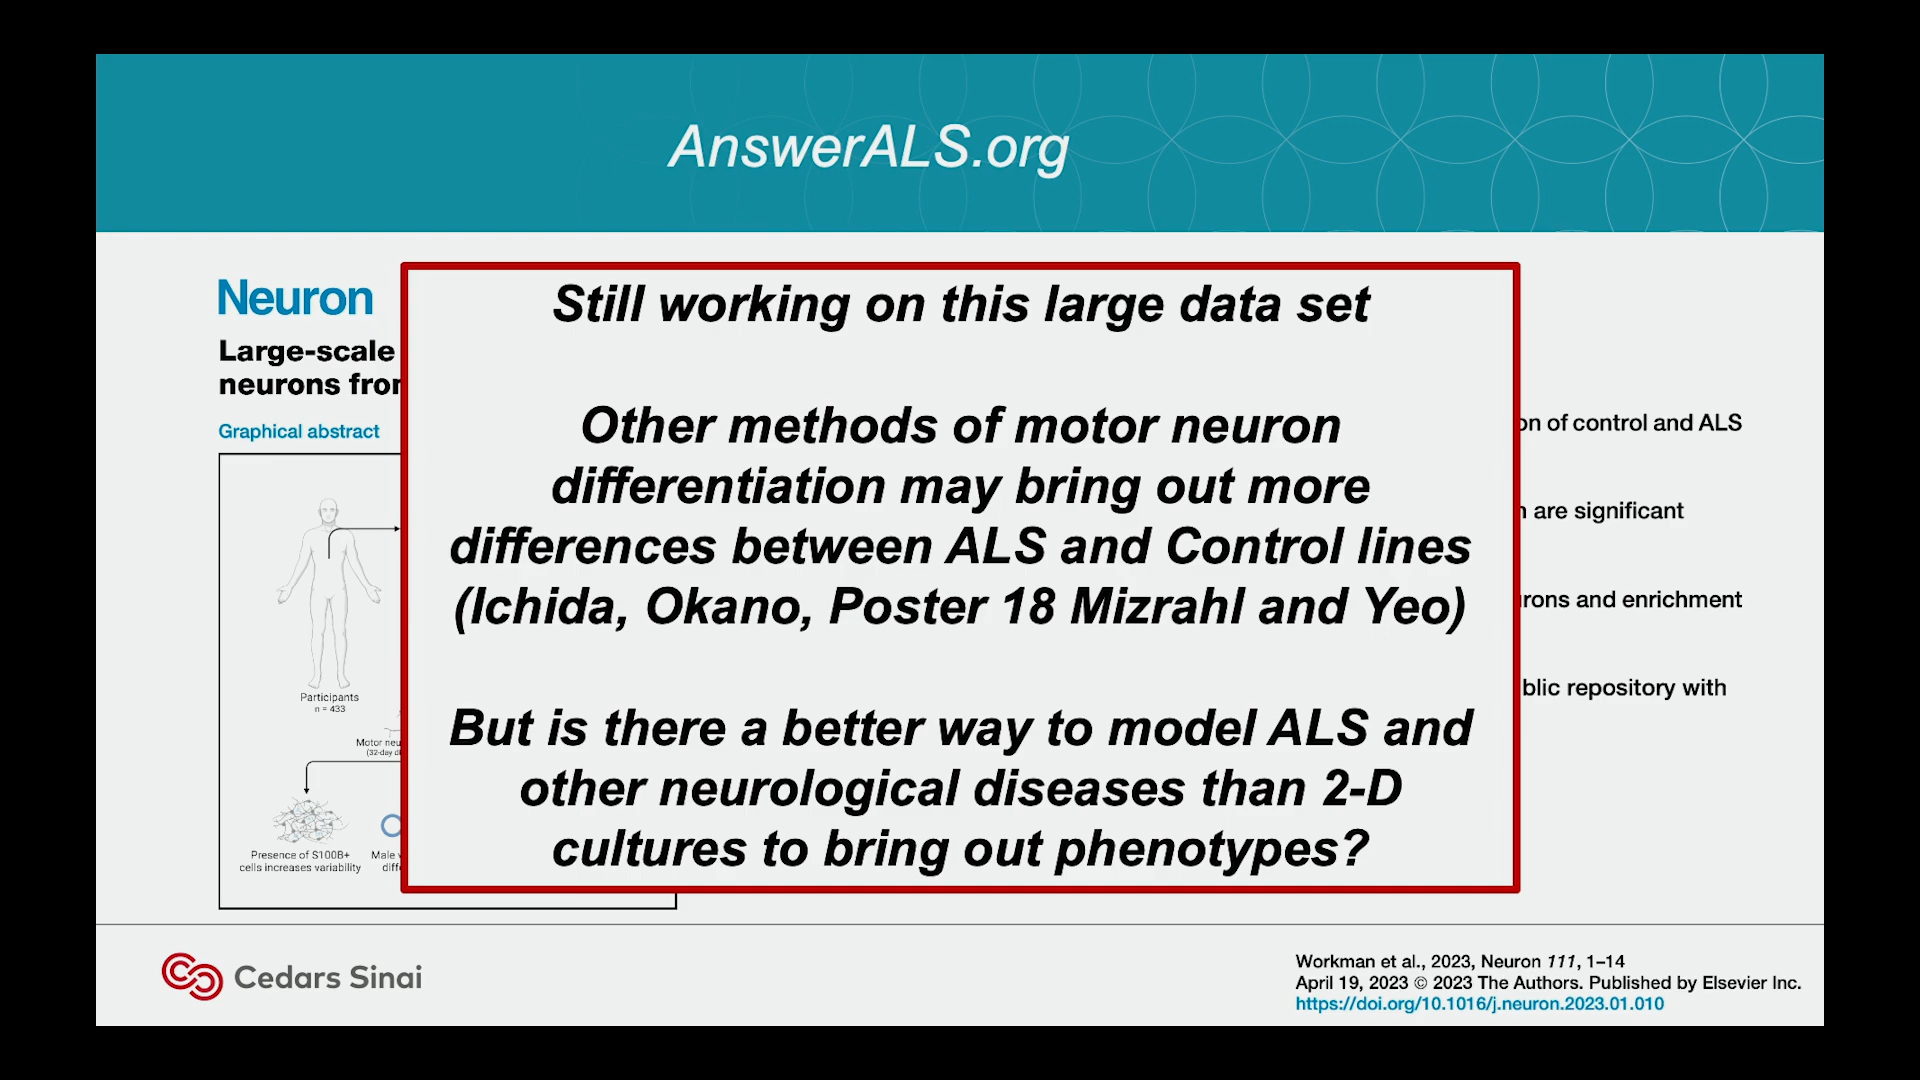 AnswerALS.org
Neuron
Large-scale
neurons from
Graphical abstract
Participants
n = 433
Motor neu
(32-day di
Presence of S100B+
cells increases variability
Male v
diff
Still working on this large data set
Other methods of motor neuron
differentiation may bring out more
differences between ALS and Control lines
(Ichida, Okano, Poster 18 Mizrahl and Yeo)
But is there a better way to model ALS and
other neurological diseases than 2-D
cultures to bring out phenotypes?
on of control and ALS
are significant
rons and enrichment
blic repository with
Cedars Sinai
Workman et al., 2023, Neuron 111, 1–14
April 19, 2023 © 2023 The Authors. Published by Elsevier Inc.
https://doi.org/10.1016/j.neuron.2023.01.010